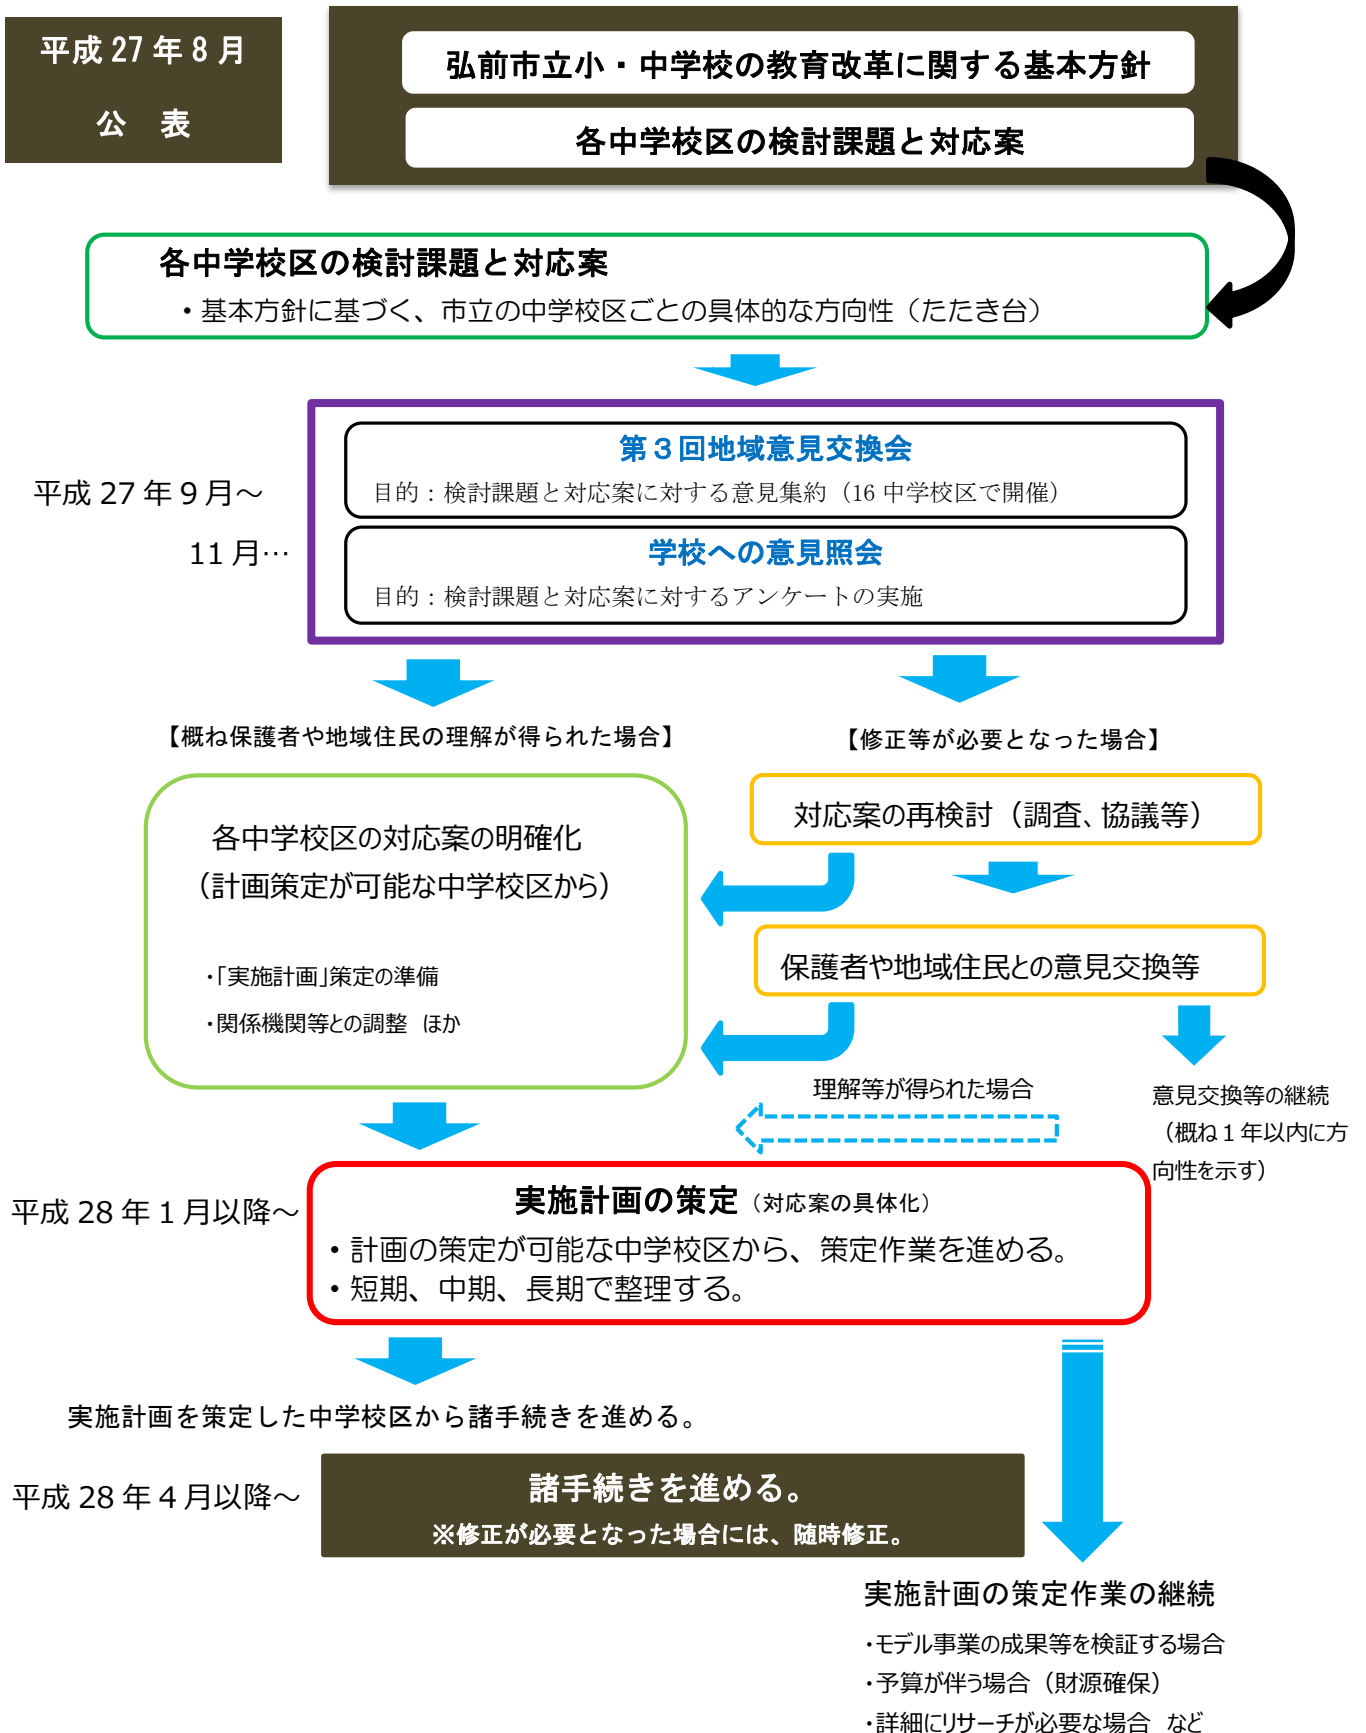 平成 27 年 8 月
公　表
弘前市立小・中学校の教育改革に関する基本方針
各中学校区の検討課題と対応案
各中学校区の検討課題と対応案
・基本方針に基づく、市立の中学校区ごとの具体的な方向性（たたき台）
平成 27 年 9 月～
11 月…
第３回地域意見交換会
目的：検討課題と対応案に対する意見集約（16 中学校区で開催）
学校への意見照会
目的：検討課題と対応案に対するアンケートの実施
【概ね保護者や地域住民の理解が得られた場合】
【修正等が必要となった場合】
各中学校区の対応案の明確化
（計画策定が可能な中学校区から）
・「実施計画」策定の準備
・関係機関等との調整　ほか
対応案の再検討（調査、協議等）
保護者や地域住民との意見交換等
理解等が得られた場合
意見交換等の継続
（概ね１年以内に方
向性を示す）
平成 28 年 1 月以降～
実施計画の策定（対応案の具体化）
・計画の策定が可能な中学校区から、策定作業を進める。
・短期、中期、長期で整理する。
実施計画を策定した中学校区から諸手続きを進める。
平成 28 年 4 月以降～
諸手続きを進める。
※修正が必要となった場合には、随時修正。
実施計画の策定作業の継続
・モデル事業の成果等を検証する場合
・予算が伴う場合（財源確保）
・詳細にリサーチが必要な場合　など